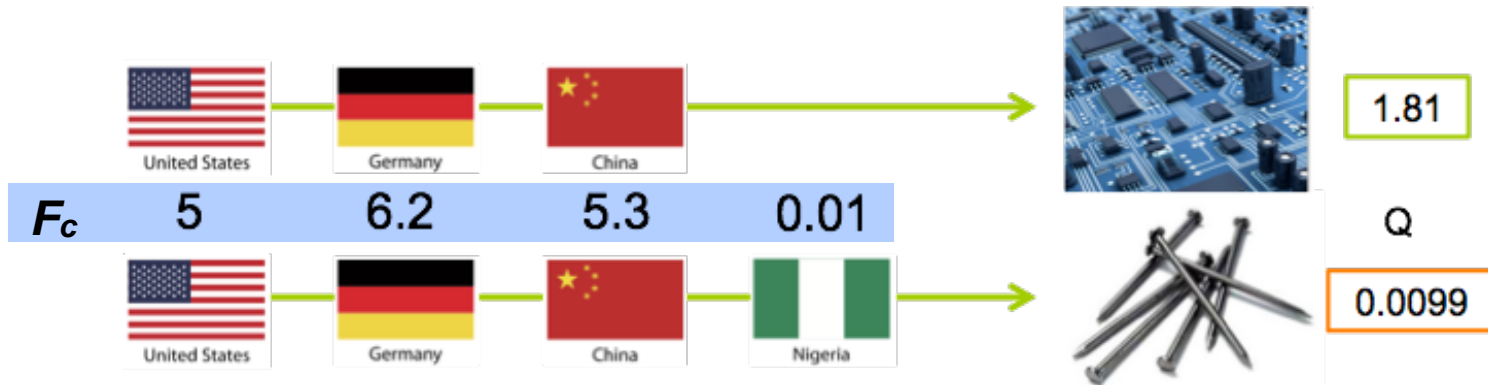 United States Germany China
1.81
Fc 5 6.2 5.3 0.01
Q
United States Germany China Nigeria
0.0099